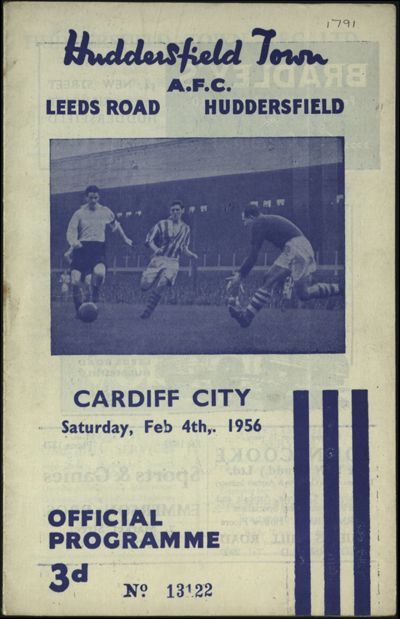 1791
Huddersfield Town
A.F.C.
LEEDS ROAD HUDDERSFIELD
CARDIFF CITY
Saturday, Feb 4th,. 1956
OFFICIAL
PROGRAMME
3d
No 13122